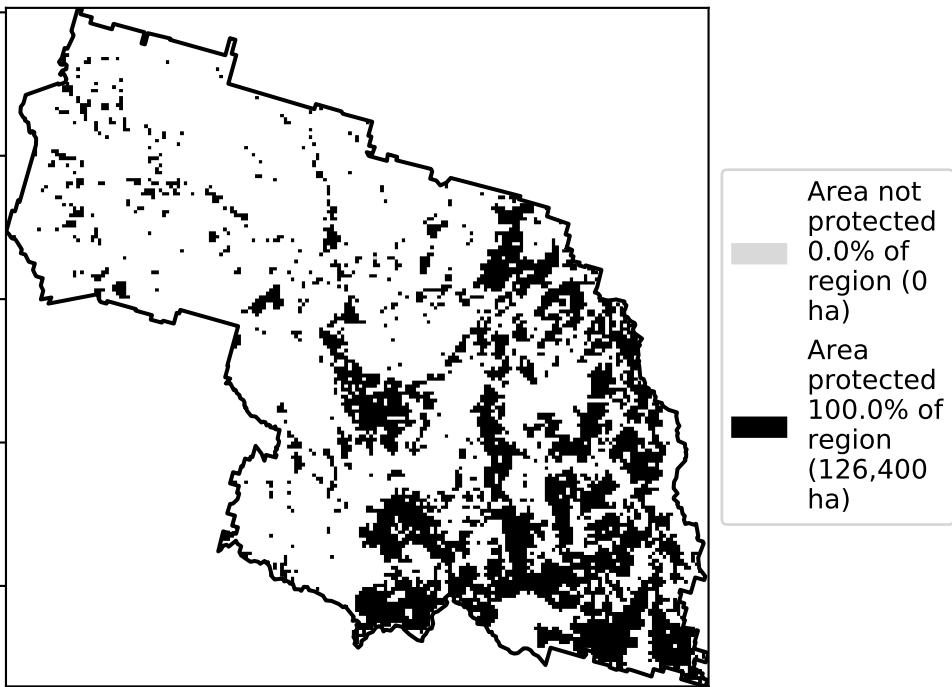 Area not
protected
0.0% of
region (0
ha)
Area
protected
100.0% of
region
(126,400
ha)